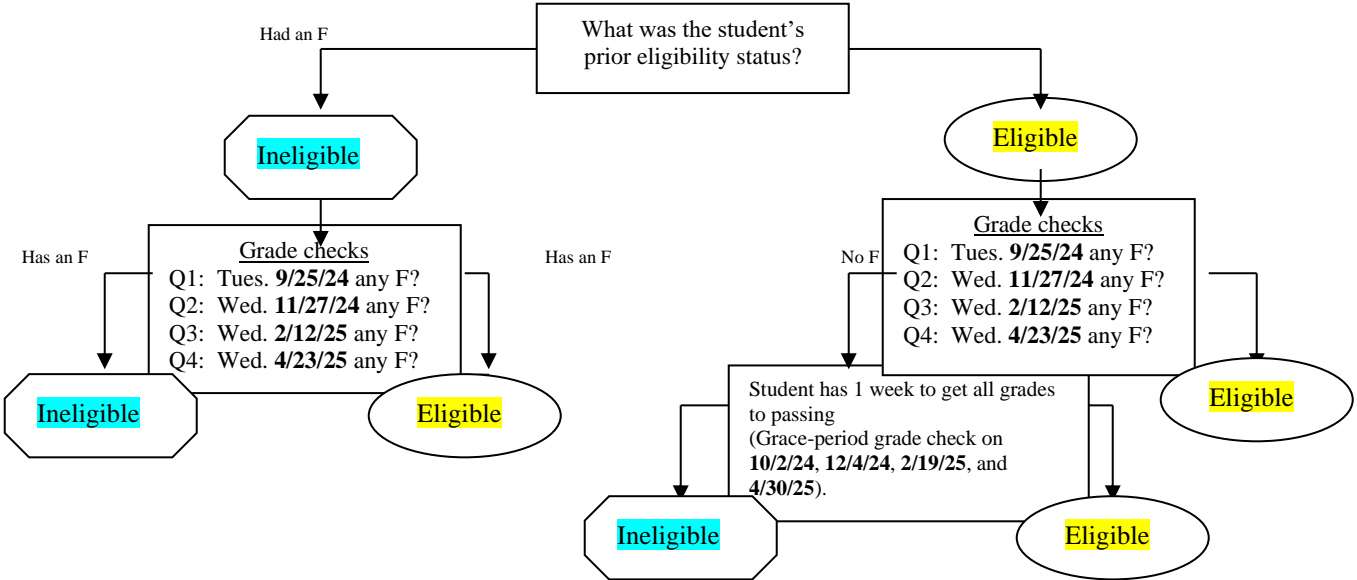 What was the student's
prior eligibility status?
Had an F
Ineligible
Eligible
Grade checks
Q1: Tues. 9/25/24 any F?
Q2: Wed. 11/27/24 any F?
Q3: Wed. 2/12/25 any F?
Q4: Wed. 4/23/25 any F?
Has an F
Has an F
Ineligible
Eligible
No F
Grade checks
Q1: Tues. 9/25/24 any F?
Q2: Wed. 11/27/24 any F?
Q3: Wed. 2/12/25 any F?
Q4: Wed. 4/23/25 any F?
Student has 1 week to get all grades
to passing
(Grace-period grade check on
10/2/24, 12/4/24, 2/19/25, and
4/30/25).
Eligible
Ineligible
Eligible